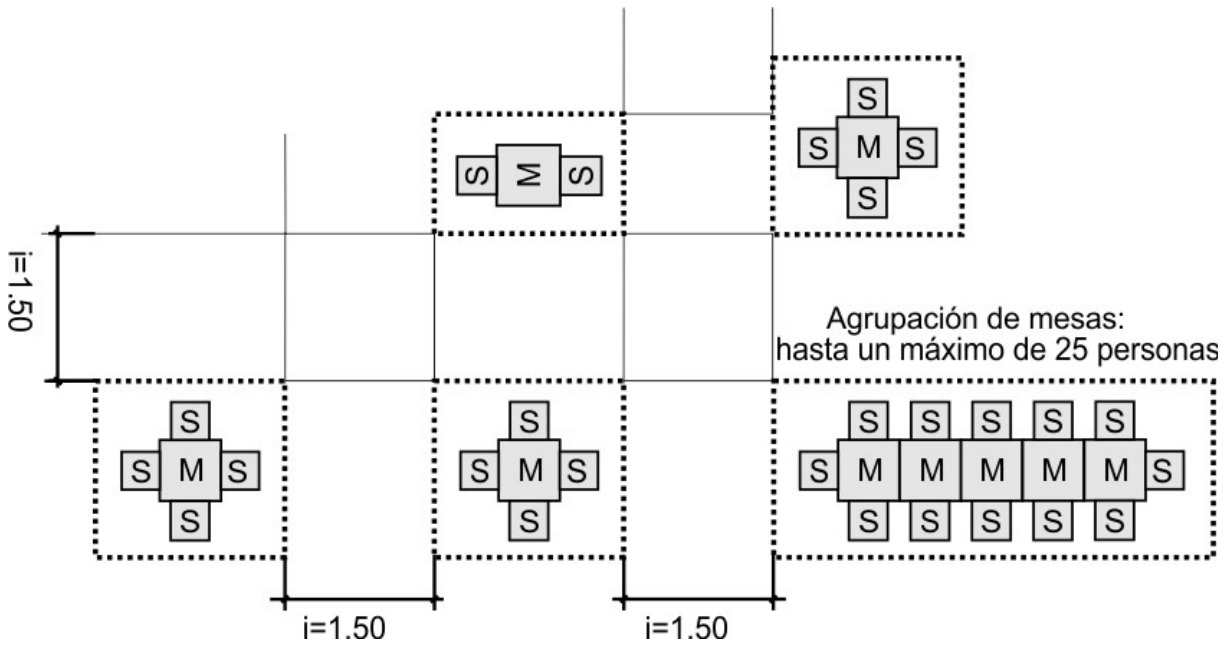 S
S M S
S
S M S
i=1.50
Agrupación de mesas:
hasta un máximo de 25 personas
S S S S S S S
S M S S M S S M M M M M S
S S S S S S S
i=1.50 i=1.50